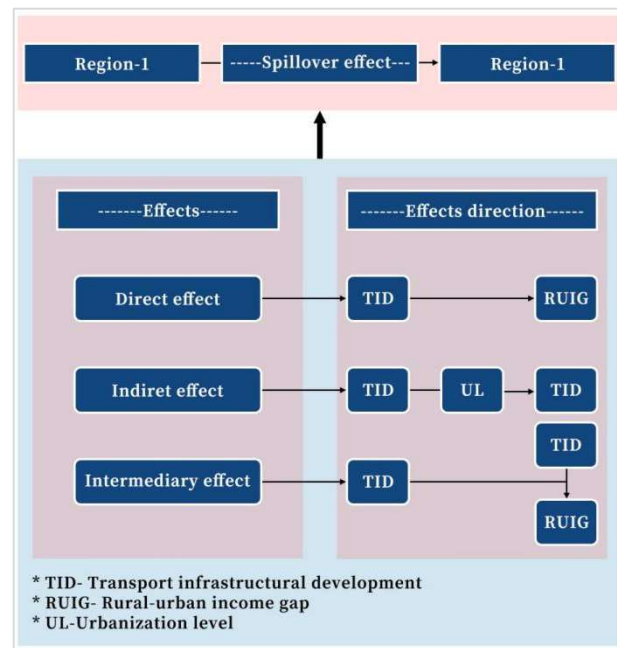 Region-1
-----Spillover effect---
Region-1
-------Effects------
-----Effects direction------
Direct effect
TID
RUIG
Indiret effect
TID
UL
TID
TID
Intermediary effect
TID
RUIG
* TID- Transport infrastructural development
* RUIG- Rural-urban income gap
* UL-Urbanization level